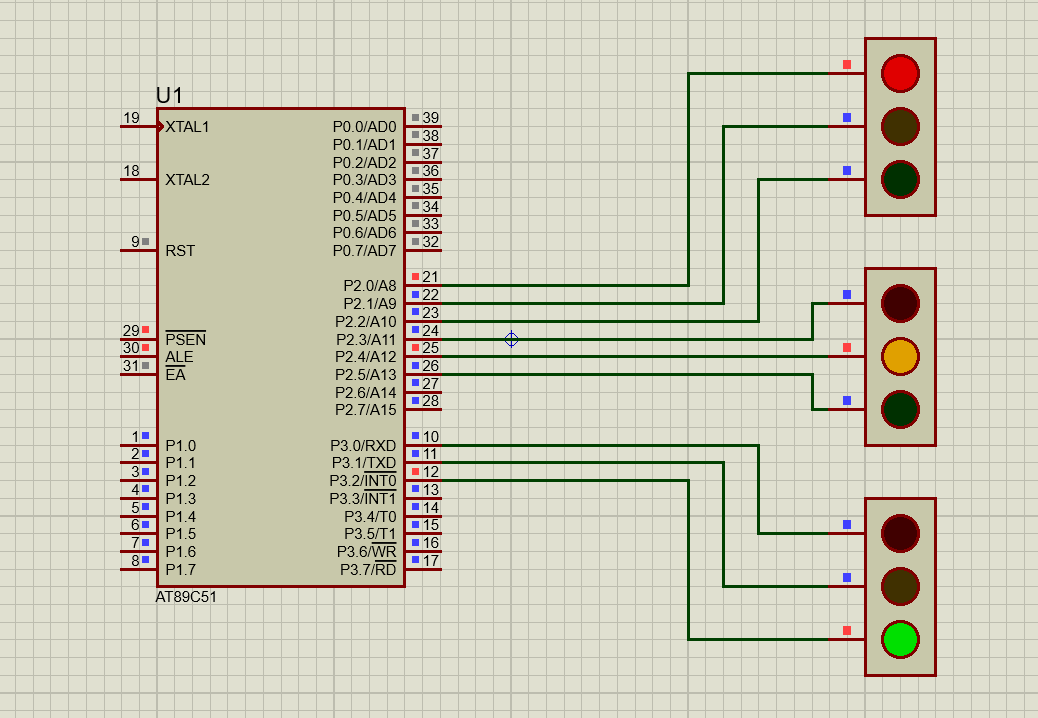 U1
19 XTAL1
18 XTAL2
9 RST
29 PSEN
30 ALE
31 EA
1 P1.0
2 P1.1
3 P1.2
4 P1.3
5 P1.4
6 P1.5
7 P1.6
8 P1.7
P0.0/AD0 39
P0.1/AD1 38
P0.2/AD2 37
P0.3/AD3 36
P0.4/AD4 35
P0.5/AD5 34
P0.6/AD6 33
P0.7/AD7 32
P2.0/A8 21
P2.1/A9 22
P2.2/A10 23
P2.3/A11 24
P2.4/A12 25
P2.5/A13 26
P2.6/A14 27
P2.7/A15 28
P3.0/RXD 10
P3.1/TXD 11
P3.2/INT0 12
P3.3/INT1 13
P3.4/T0 14
P3.5/T1 15
P3.6/WR 16
P3.7/RD 17
AT89C51